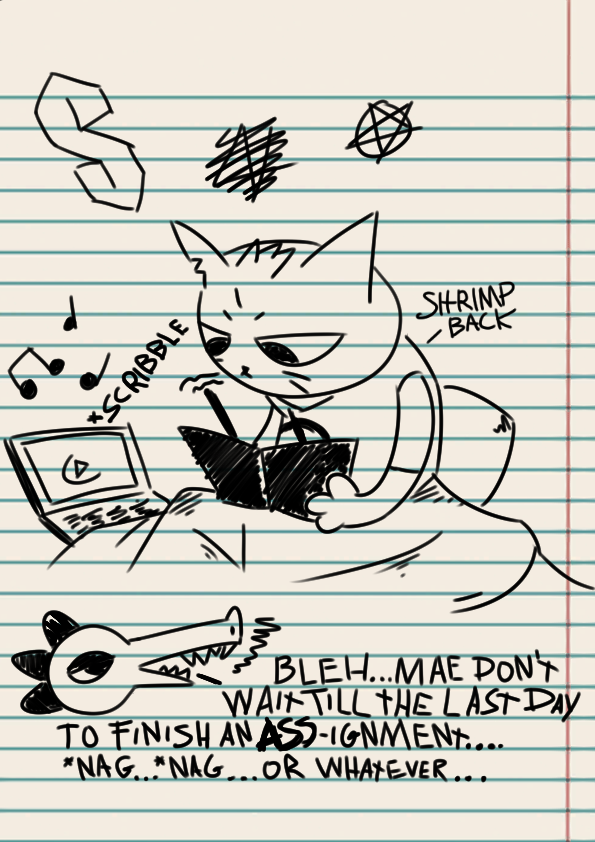 S
SHRIMP
BACK
*SCRIBBLE
BLEH...MAE DON't
WAIt TILL tHE LASt DAY
TO FINISH AN ASS-IGNMENt....
*NAG...*NAG...OR WHAtEVER...